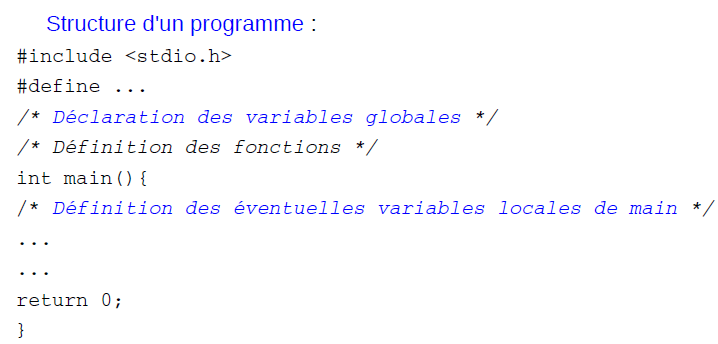 Structure d'un programme :
#include <stdio.h>
#define ...
/* Déclaration des variables globales */
/* Définition des fonctions */
int main(){
/* Définition des éventuelles variables locales de main */
...
...
return 0;
}